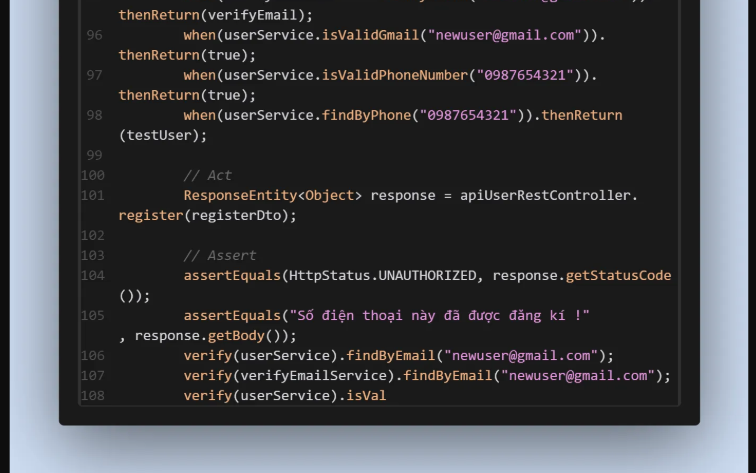 thenReturn(verifyEmail);
96 when(userService.isValidGmail("newuser@gmail.com")).
thenReturn(true);
97 when(userService.isValidPhoneNumber("0987654321")).
thenReturn(true);
98 when(userService.findByPhone("0987654321")).thenReturn
(testUser);
99
100 // Act
101 ResponseEntity<Object> response = apiUserRestController.
register(registerDto);
102
103 // Assert
104 assertEquals(HttpStatus.UNAUTHORIZED, response.getStatusCode
());
105 assertEquals("Số điện thoại này đã được đăng kí !"
, response.getBody());
106 verify(userService).findByEmail("newuser@gmail.com");
107 verify(verifyEmailService).findByEmail("newuser@gmail.com");
108 verify(userService).isVal